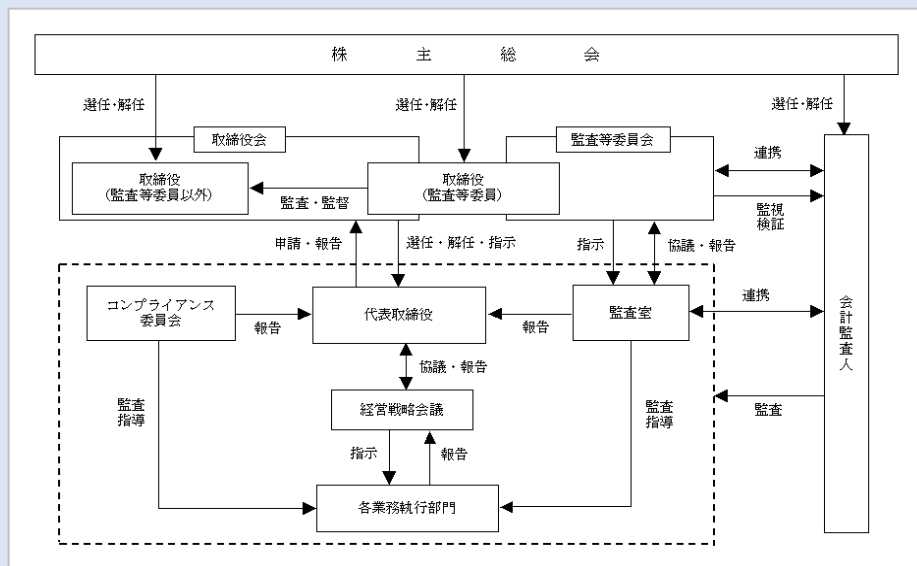 株主総会
選任・解任
選任・解任
選任・解任
取締役会
監査等委員会
取締役
(監査等委員以外)
監査・監督
取締役
(監査等委員)
連携
監視
検証
申請・報告
選任・解任・指示
指示
協議・報告
コンプライアンス
委員会
報告
代表取締役
報告
監査室
連携
会計監査人
協議・報告
監査
指導
経営戦略会議
監査
指導
監査
指示
報告
各業務執行部門